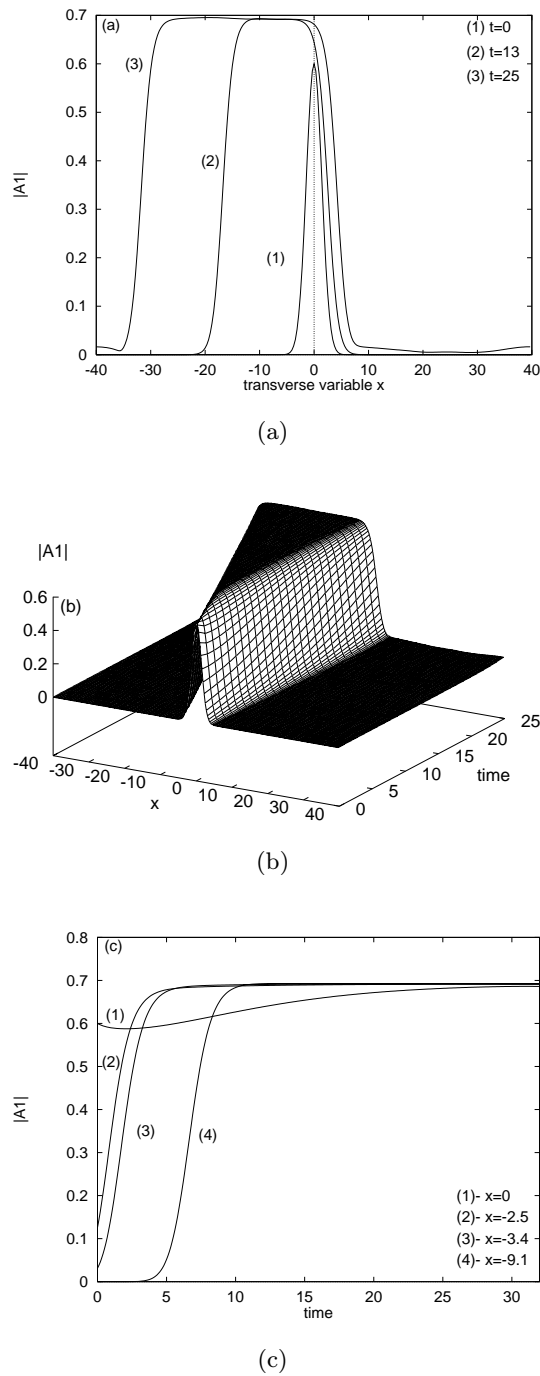 (a)
(1) t=0
(2) t=13
(3) t=25
0.7
0.6
0.5
0.4
0.3
0.2
0.1
0
|A1|
(3)
(2)
(1)
-40 -30 -20 -10 0 10 20 30 40
transverse variable x
(a)
|A1|
0.6
(b)
0.4
0.2
0
-40 -30 -20 -10 0 10 20 30 40
x
0 5 10 15 20 25
time
(b)
(c)
0.8
0.7
0.6
0.5
0.4
0.3
0.2
0.1
0
|A1|
(1)
(2)
(3)
(4)
(1)- x=0
(2)- x=-2.5
(3)- x=-3.4
(4)- x=-9.1
0 5 10 15 20 25 30
time
(c)